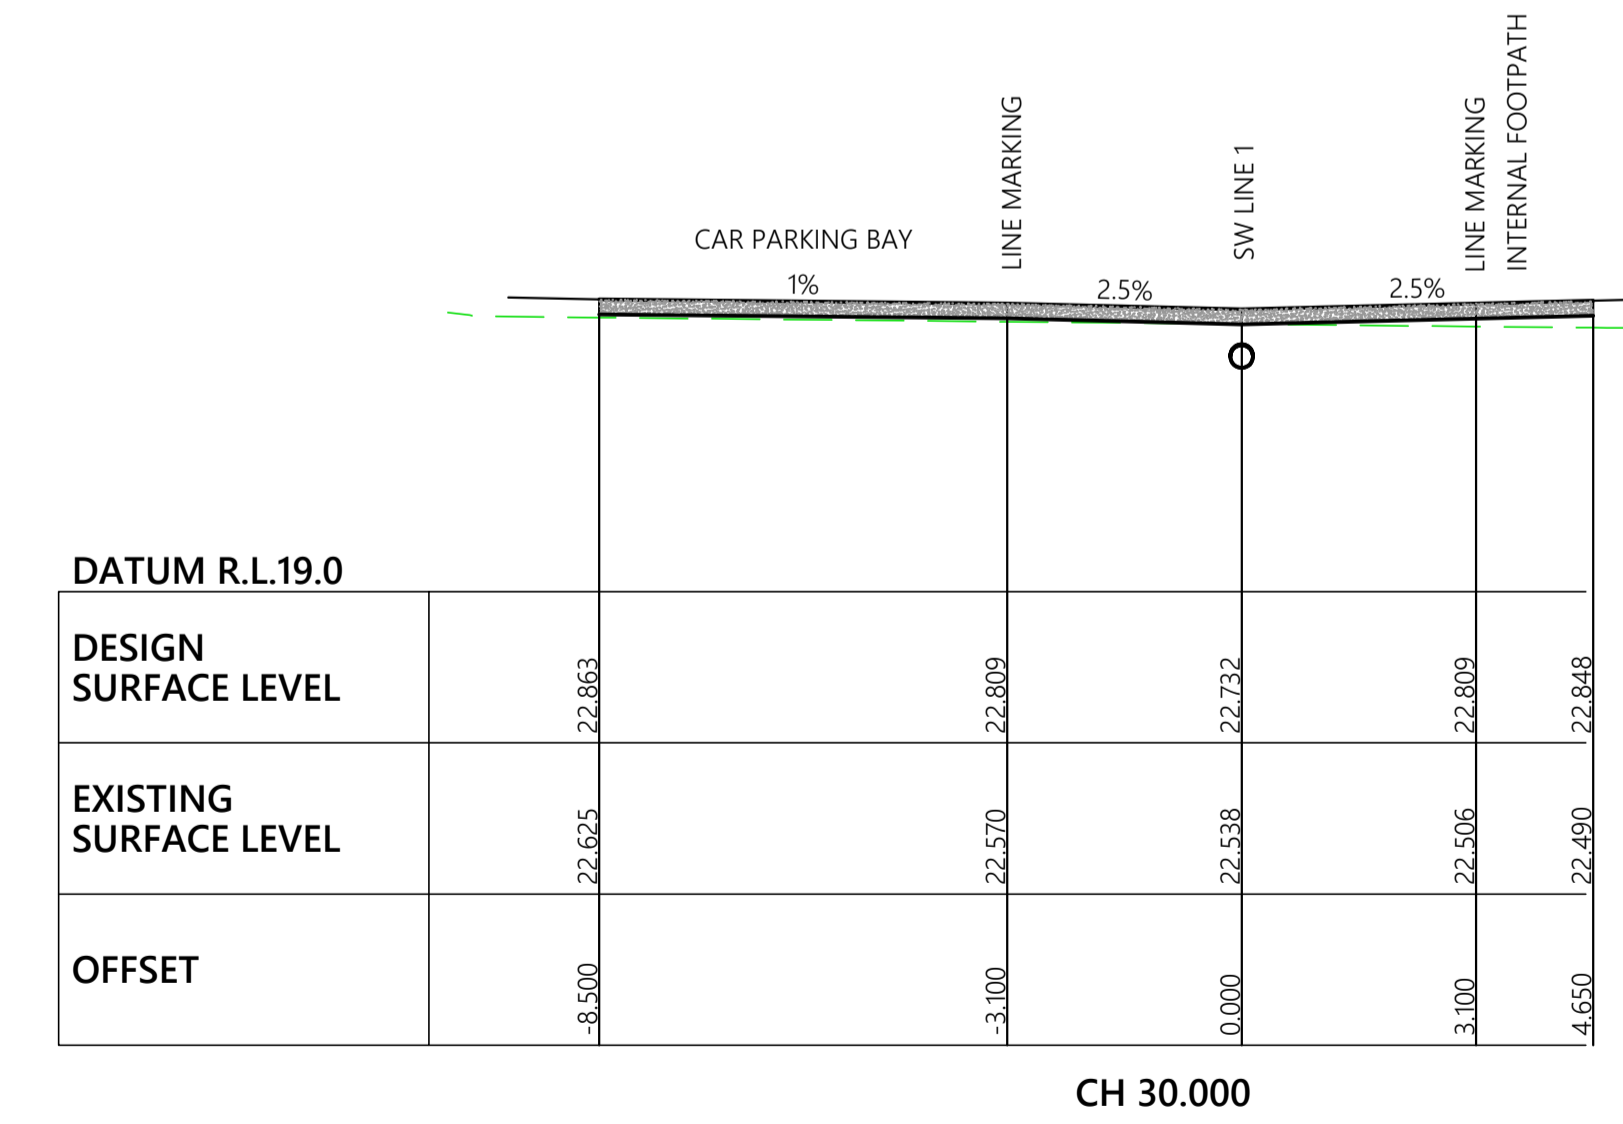 LINE MARKING
SW LINE 1
LINE MARKING
INTERNAL FOOTPATH
CAR PARKING BAY
1%
2.5%
2.5%
DATUM R.L.19.0
DESIGN
SURFACE LEVEL
22.863
22.809
22.732
22.809
22.848
EXISTING
SURFACE LEVEL
22.625
22.570
22.538
22.506
22.490
OFFSET
-8.500
-3.100
0.000
3.100
4.650
CH 30.000